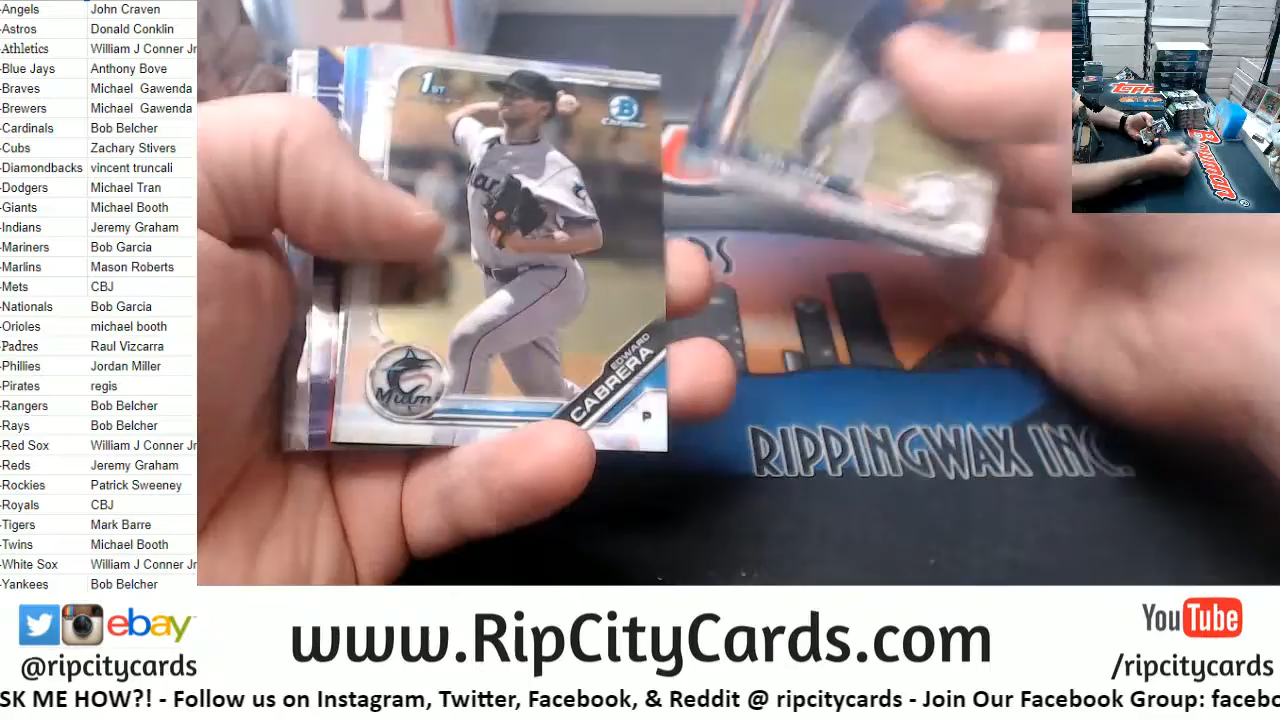 -Angels John Craven
-Astros Donald Conklin
-Athletics William J Conner Jr
-Blue Jays Anthony Bove
-Braves Michael Gawenda
-Brewers Michael Gawenda
-Cardinals Bob Belcher
-Cubs Zachary Stivers
-Diamondbacks vincent truncali
-Dodgers Michael Tran
-Giants Michael Booth
-Indians Jeremy Graham
-Mariners Bob Garcia
-Marlins Mason Roberts
-Mets CBJ
-Nationals Bob Garcia
-Orioles michael booth
-Padres Raul Vizcarra
-Phillies Jordan Miller
-Pirates regis
-Rangers Bob Belcher
-Rays Bob Belcher
-Red Sox William J Conner Jr
-Reds Jeremy Graham
-Rockies Patrick Sweeney
-Royals CBJ
-Tigers Mark Barre
-Twins Michael Booth
-White Sox William J Conner Jr
-Yankees Bob Belcher
1ST
B
Chrome
Miami
EDWARD
CABRERA
P
RIPPINGWAX INC.
Topps
Bowman
ebay
@ripcitycards
www.RipCityCards.com
YouTube
/ripcitycards
SK ME HOW?! - Follow us on Instagram, Twitter, Facebook, & Reddit @ ripcitycards - Join Our Facebook Group: facebo